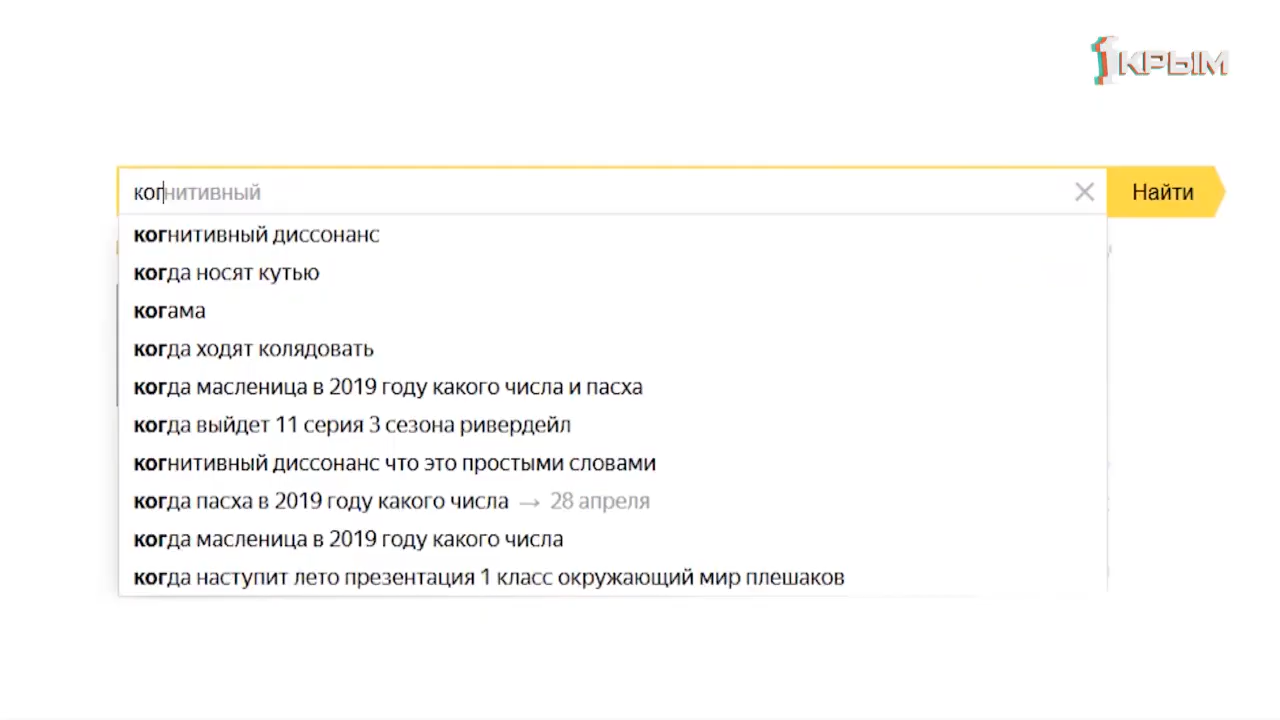 1КРЫМ
когнитивный
Найти
когнитивный диссонанс
когда носят кутью
когама
когда ходят колядовать
когда масленица в 2019 году какого числа и пасха
когда выйдет 11 серия 3 сезона ривердейл
когнитивный диссонанс что это простыми словами
когда пасха в 2019 году какого числа → 28 апреля
когда масленица в 2019 году какого числа
когда наступит лето презентация 1 класс окружающий мир плешаков